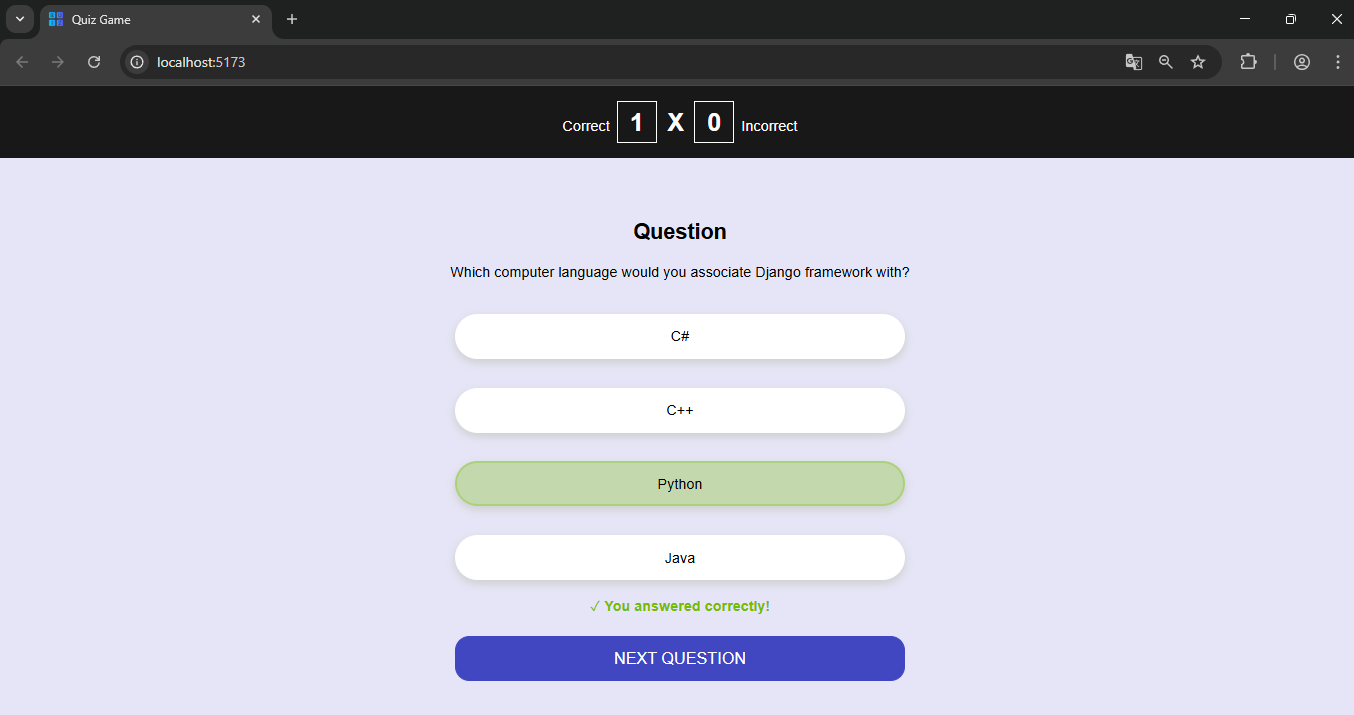 Quiz Game
localhost:5173
Correct 1 X 0 Incorrect
Question
Which computer language would you associate Django framework with?
C#
C++
Python
Java
✓ You answered correctly!
NEXT QUESTION